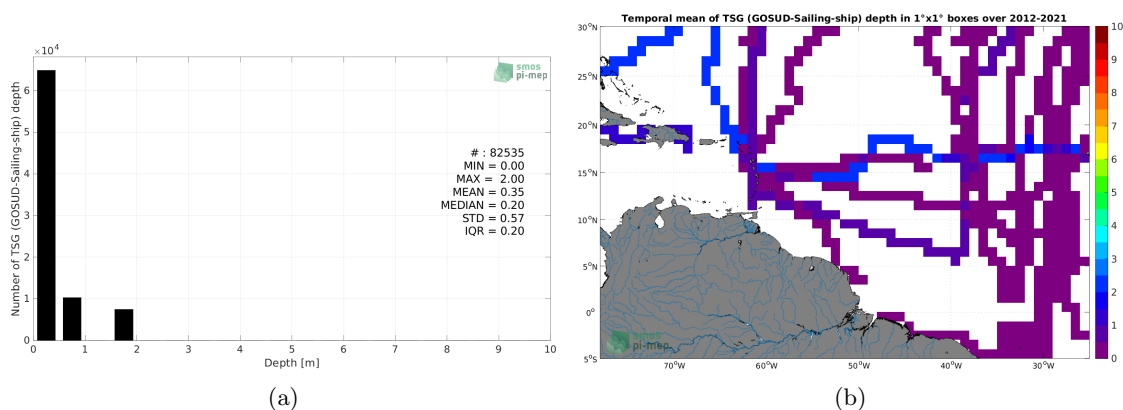 ×10⁴
Number of TSG (GOSUD-Sailing-ship) depth
6
5
4
3
2
1
0
smos
pi-mep
# : 82535
MIN = 0.00
MAX = 2.00
MEAN = 0.35
MEDIAN = 0.20
STD = 0.57
IQR = 0.20
0 1 2 3 4 5 6 7 8 9 10
Depth [m]
(a)
Temporal mean of TSG (GOSUD-Sailing-ship) depth in 1°x1° boxes over 2012-2021
30°N
25°N
20°N
15°N
10°N
5°N
0°
5°S
70°W 60°W 50°W 40°W 30°W
smos
pi-mep
10
9
8
7
6
5
4
3
2
1
0
(b)